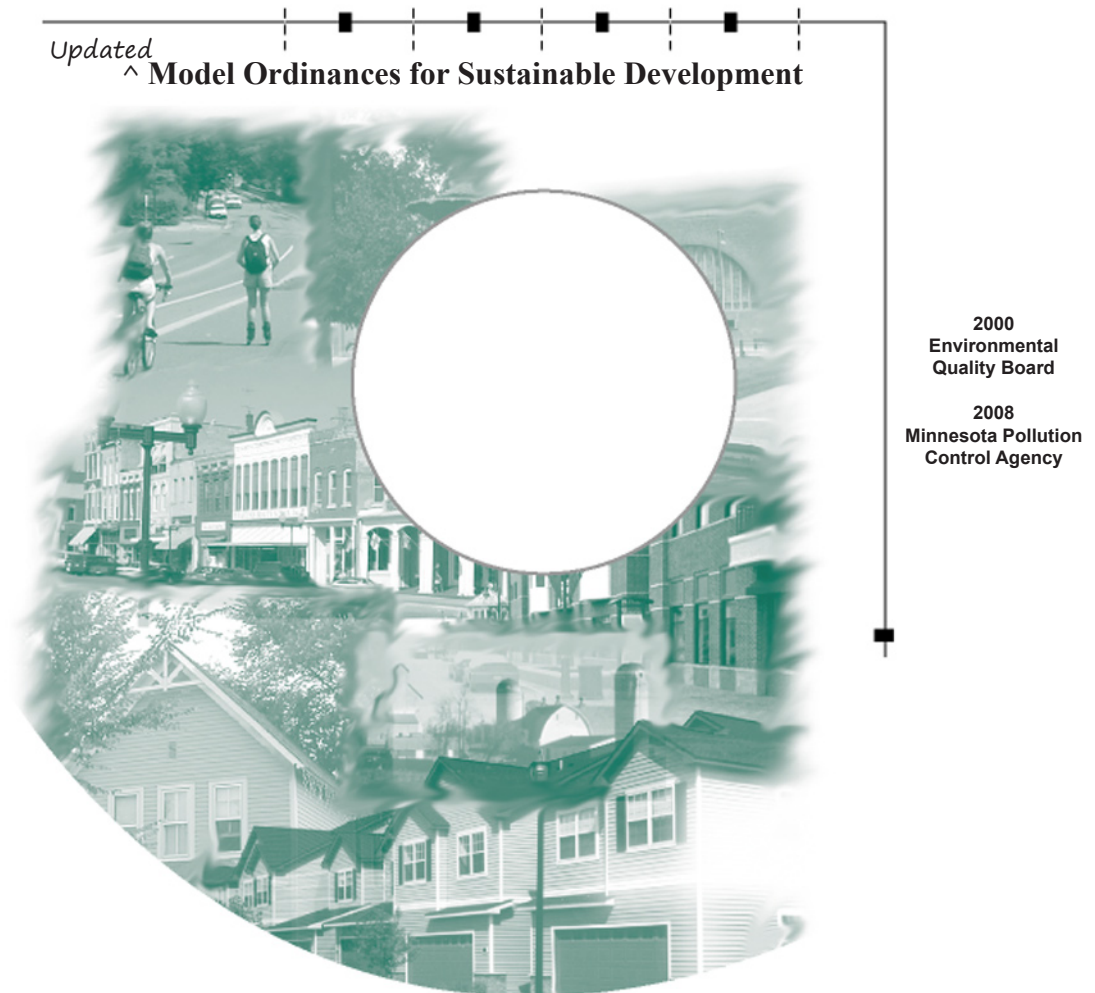 Updated
^ Model Ordinances for Sustainable Development
2000
Environmental
Quality Board
2008
Minnesota Pollution
Control Agency